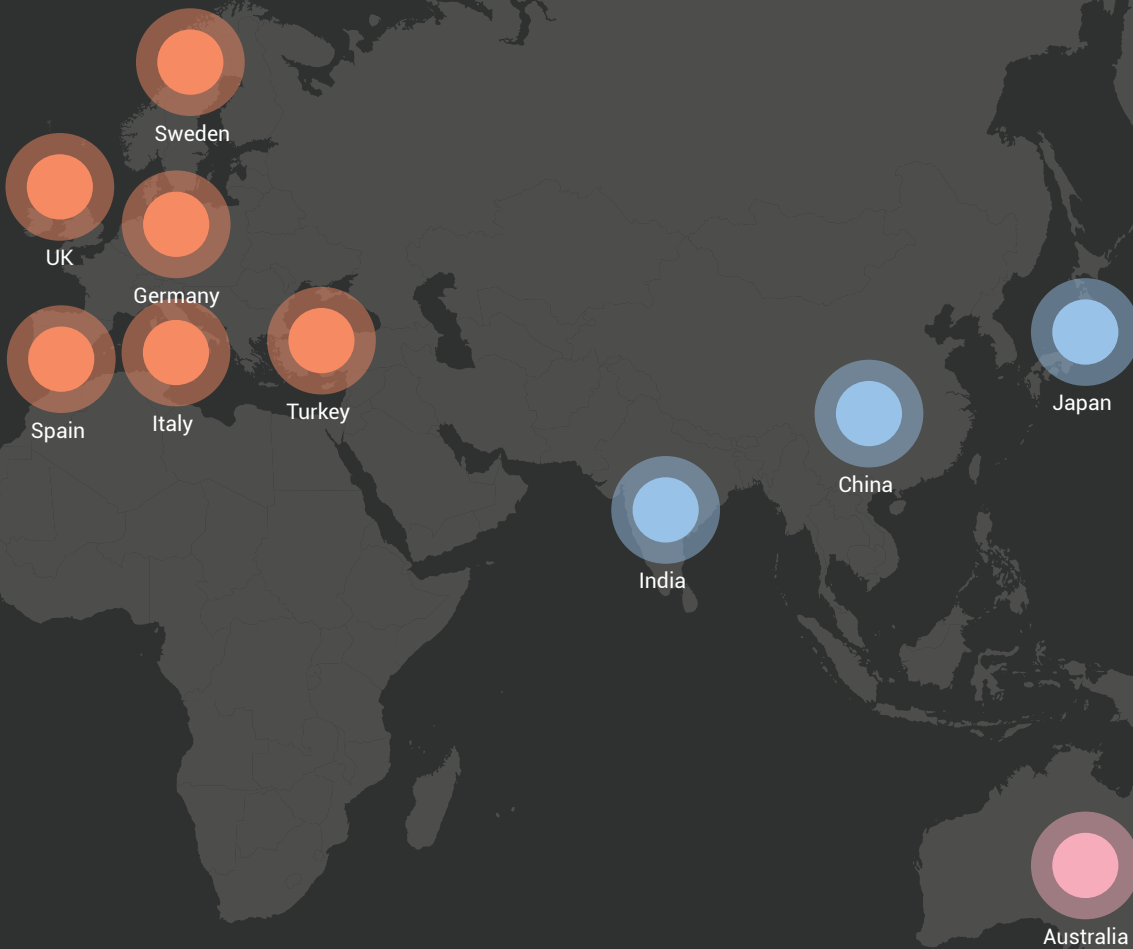 Sweden
UK
Germany
Spain
Italy
Turkey
Japan
China
India
Australia